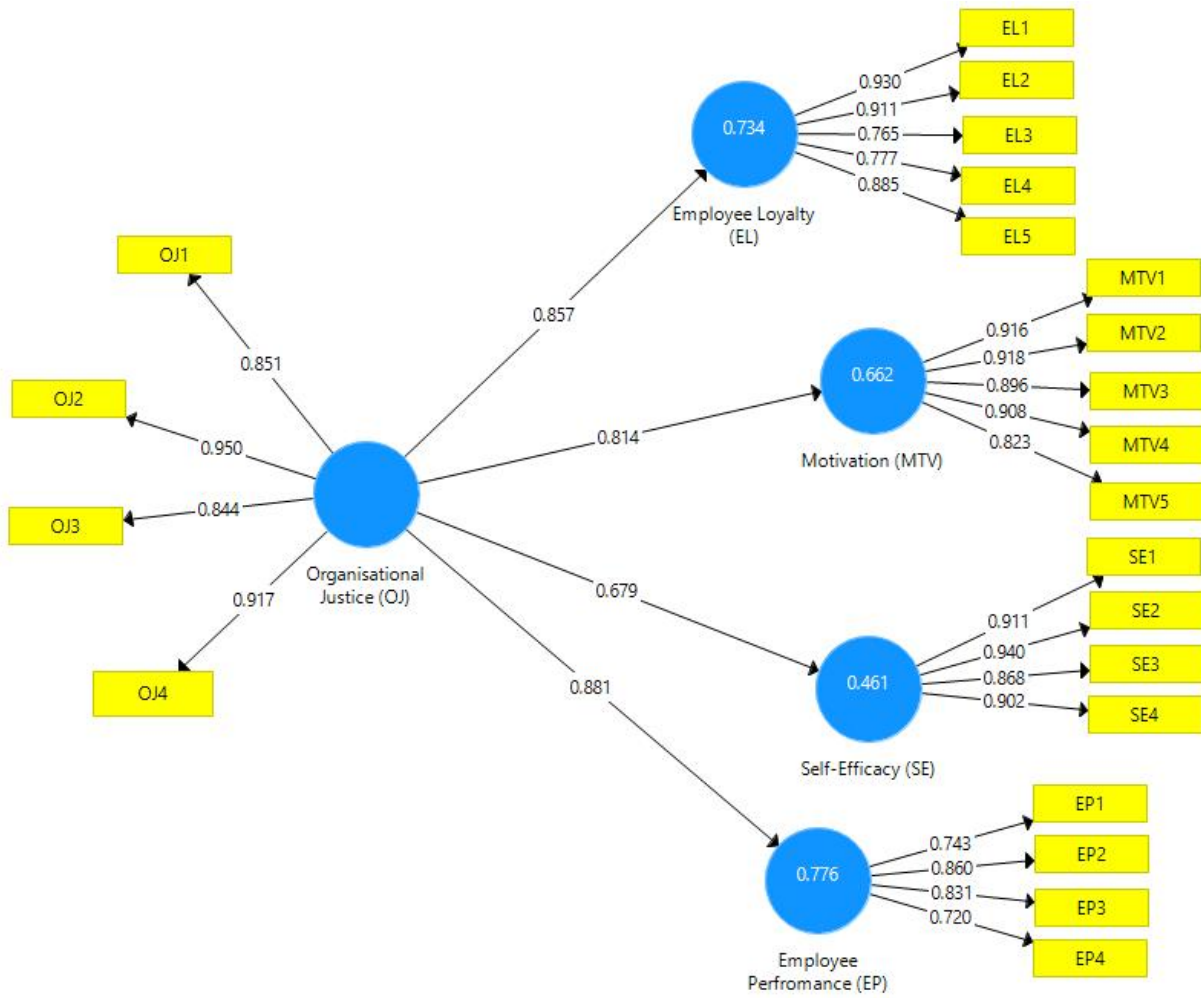 OJ1
0.851
OJ2
0.950
OJ3
0.844
OJ4
0.917
Organisational
Justice (OJ)
0.857
0.814
0.679
0.881
0.734
Employee Loyalty
(EL)
0.930
0.911
0.765
0.777
0.885
EL1
EL2
EL3
EL4
EL5
0.662
Motivation (MTV)
0.916
0.918
0.896
0.908
0.823
MTV1
MTV2
MTV3
MTV4
MTV5
0.461
Self-Efficacy (SE)
0.911
0.940
0.868
0.902
SE1
SE2
SE3
SE4
0.776
Employee
Perfromance (EP)
0.743
0.860
0.831
0.720
EP1
EP2
EP3
EP4